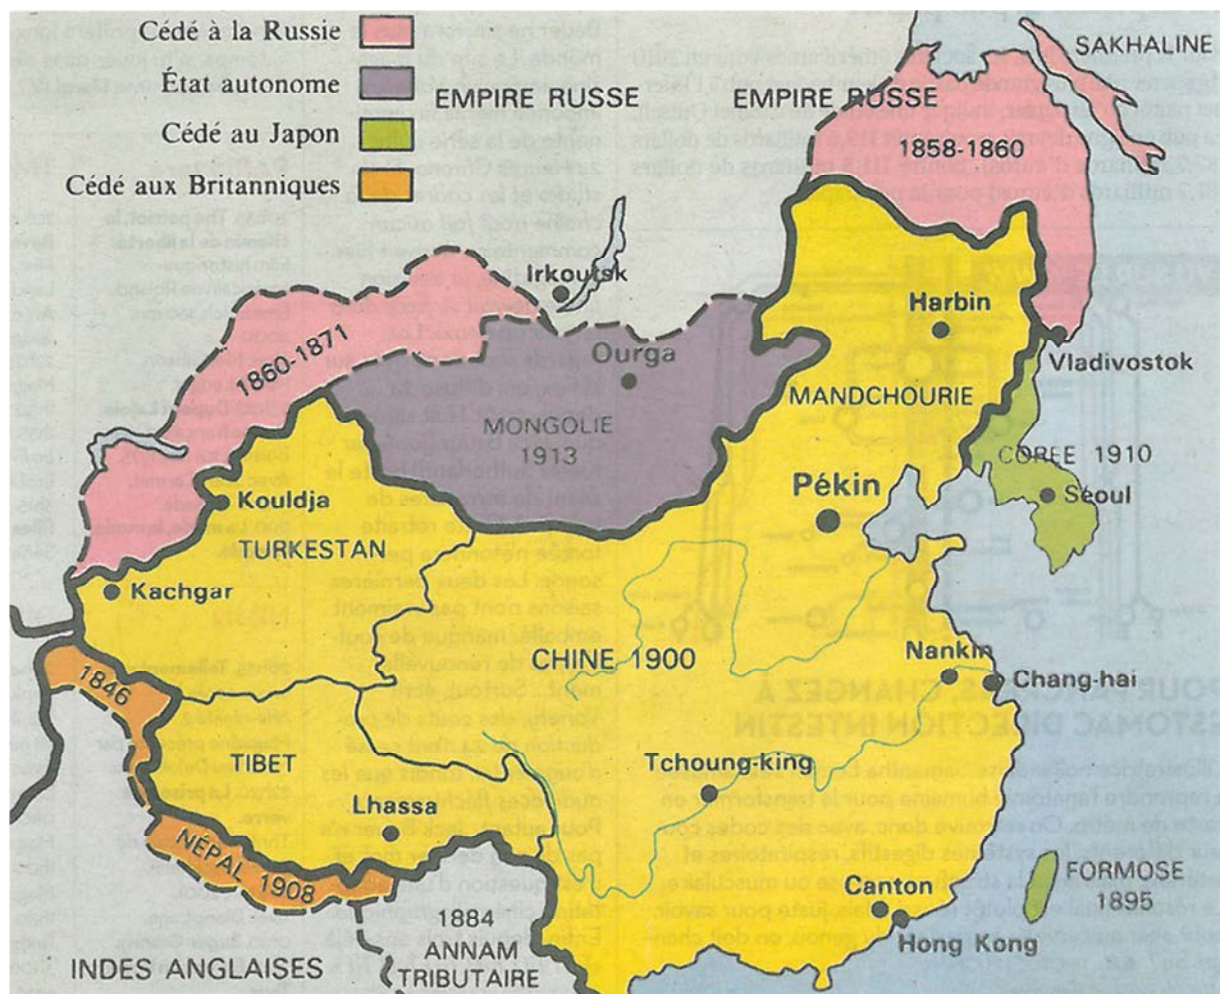 Cédé à la Russie
État autonome
Cédé au Japon
Cédé aux Britanniques
EMPIRE RUSSE
EMPIRE RUSSE
SAKHALINE
1858-1860
Irkoutsk
Harbin
1860-1871
Ourga
Vladivostok
MANDCHOURIE
MONGOLIE
1913
CORÉE 1910
Pékin
Séoul
Kouldja
TURKESTAN
Kachgar
CHINE 1900
Nankin
Chang-hai
1846
TIBET
Tchoung-king
Lhassa
NÉPAL 1908
FORMOSE
1895
Canton
Hong Kong
1884
ANNAM
TRIBUTAIRE
INDES ANGLAISES